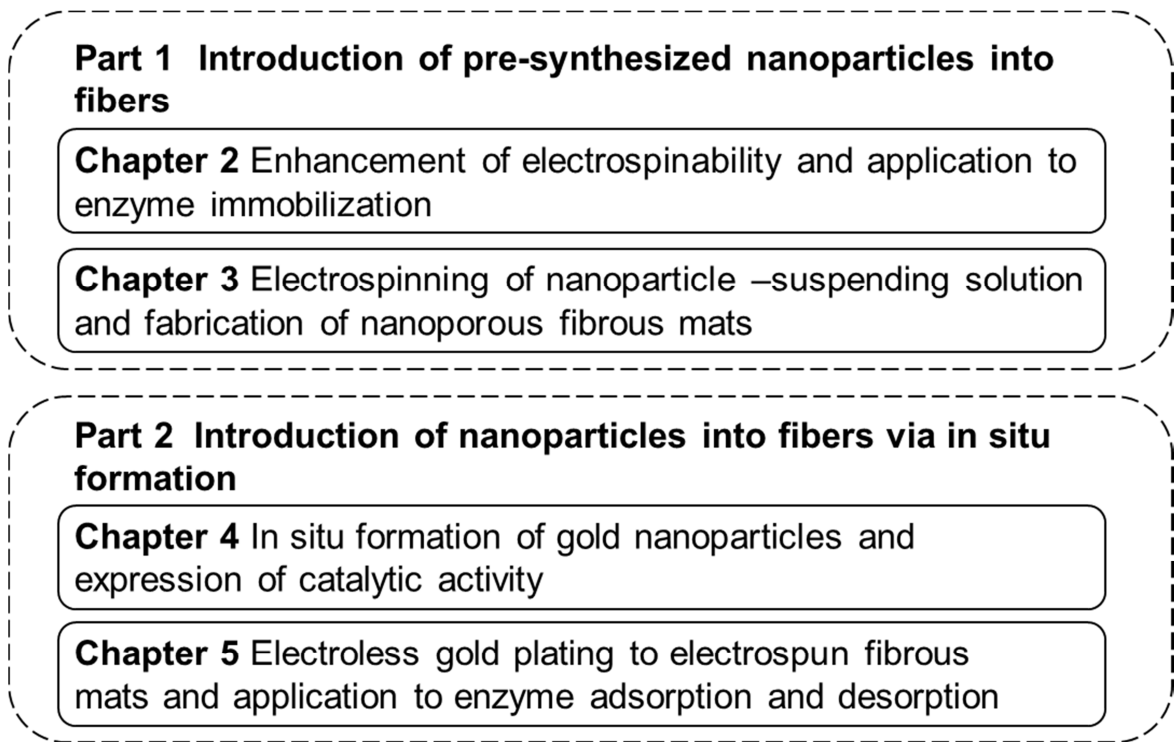 Part 1 Introduction of pre-synthesized nanoparticles into
fibers
Chapter 2 Enhancement of electrospinability and application to
enzyme immobilization
Chapter 3 Electrospinning of nanoparticle –suspending solution
and fabrication of nanoporous fibrous mats
Part 2 Introduction of nanoparticles into fibers via in situ
formation
Chapter 4 In situ formation of gold nanoparticles and
expression of catalytic activity
Chapter 5 Electroless gold plating to electrospun fibrous
mats and application to enzyme adsorption and desorption